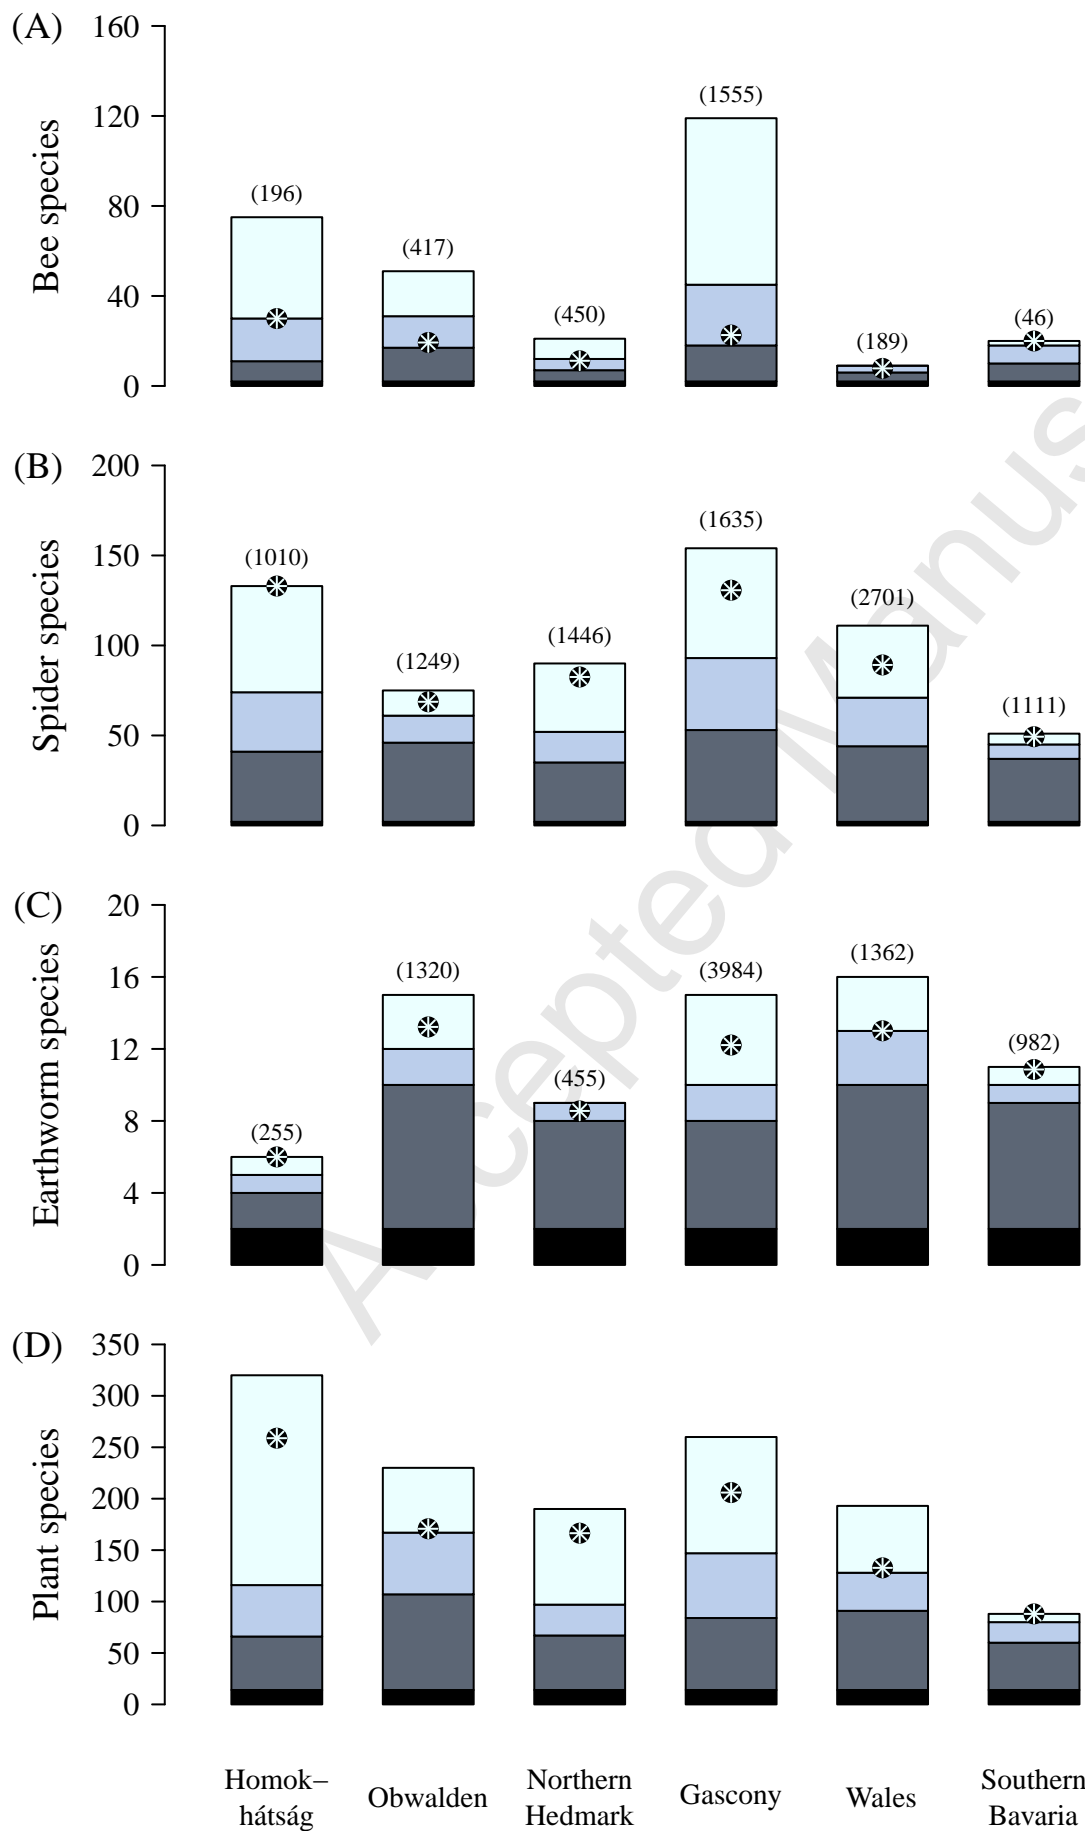 (A)
Bee species
160
120
80
40
0
(196)
(417)
(450)
(1555)
(189)
(46)
(B)
Spider species
200
150
100
50
0
(1010)
(1249)
(1446)
(1635)
(2701)
(1111)
(C)
Earthworm species
20
16
12
8
4
0
(255)
(1320)
(455)
(3984)
(1362)
(982)
(D)
Plant species
350
300
250
200
150
100
50
0
Homok–
hátság
Obwalden
Northern
Hedmark
Gascony
Wales
Southern
Bavaria
Accepted Manus